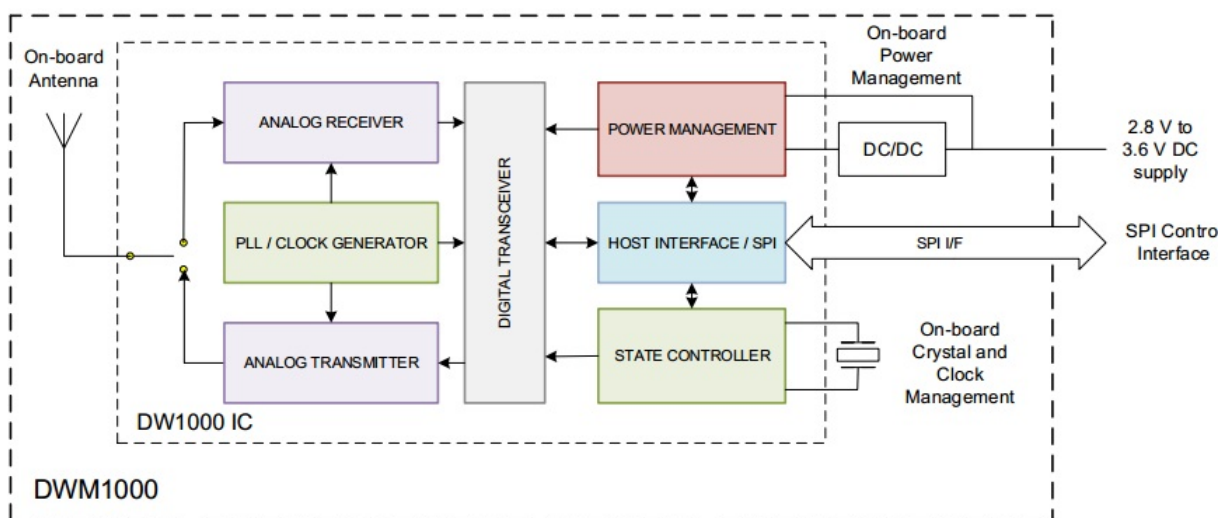 On-board
Antenna
On-board
Power
Management
ANALOG RECEIVER
POWER MANAGEMENT
DC/DC
2.8 V to
3.6 V DC
supply
PLL / CLOCK GENERATOR
DIGITAL TRANSCEIVER
HOST INTERFACE / SPI
SPI I/F
SPI Contro
Interface
ANALOG TRANSMITTER
STATE CONTROLLER
On-board
Crystal and
Clock
Management
DW1000 IC
DWM1000